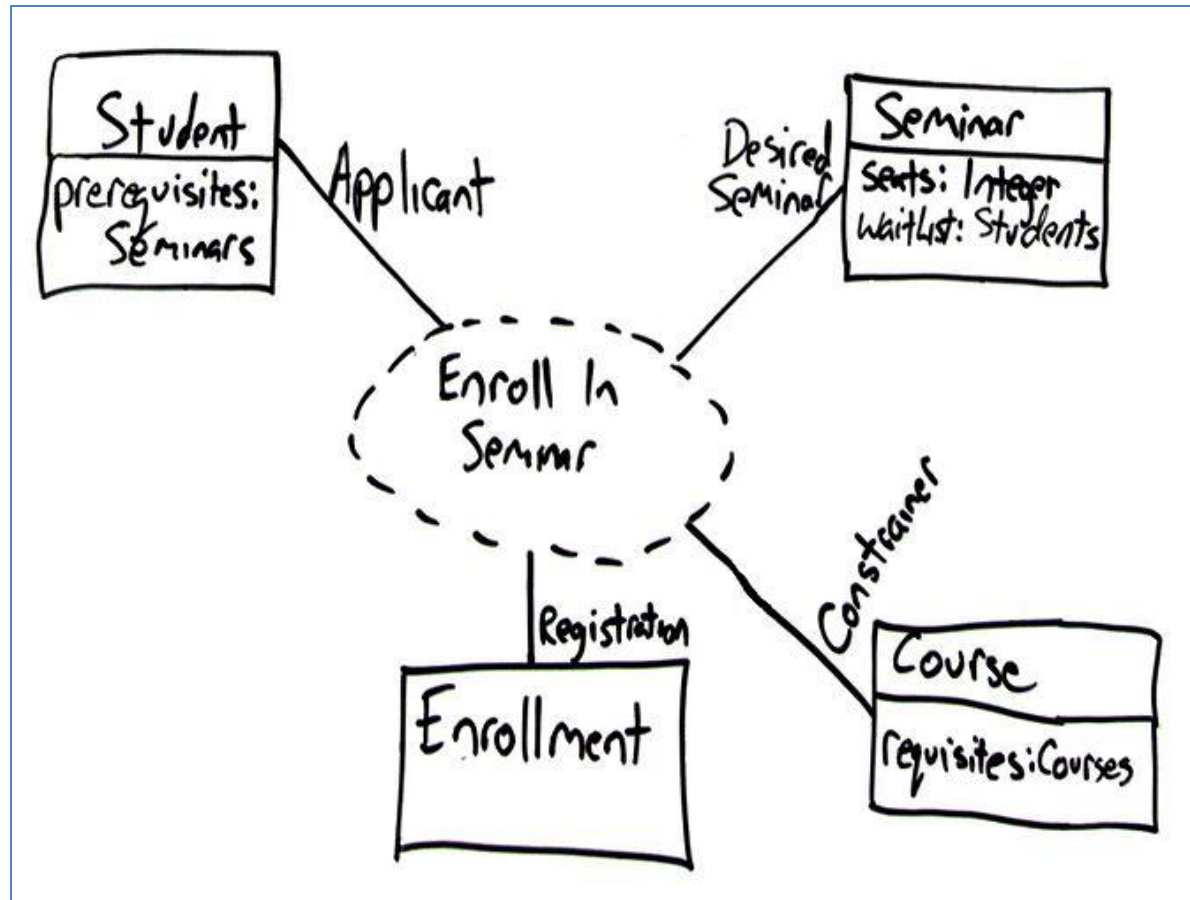 Student
prerequisites:
Seminars
Applicant
Desired
Seminar
Seminar
seats: Integer
waitlist: Students
Enroll In
Seminar
Registration
Constrainer
Enrollment
Course
requisites: Courses